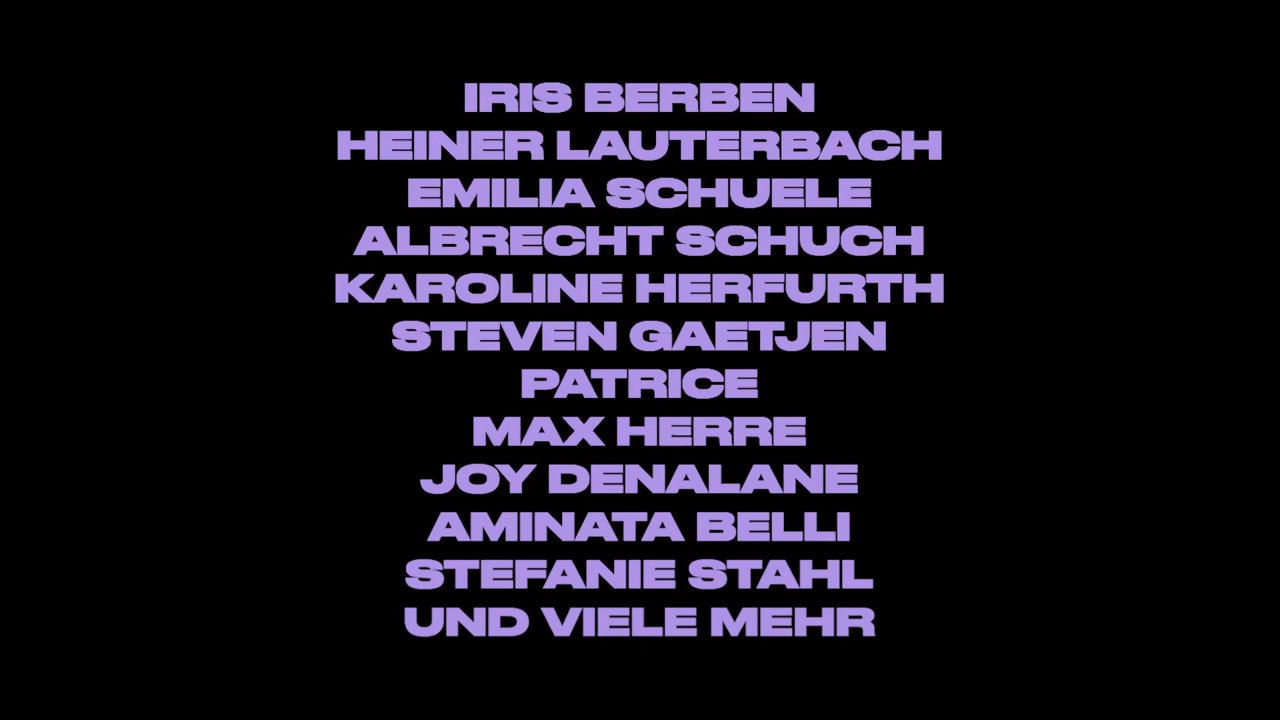 IRIS BERBEN
HEINER LAUTERBACH
EMILIA SCHUELE
ALBRECHT SCHUCH
KAROLINE HERFURTH
STEVEN GAETJEN
PATRICE
MAX HERRE
JOY DENALANE
AMINATA BELLI
STEFANIE STAHL
UND VIELE MEHR